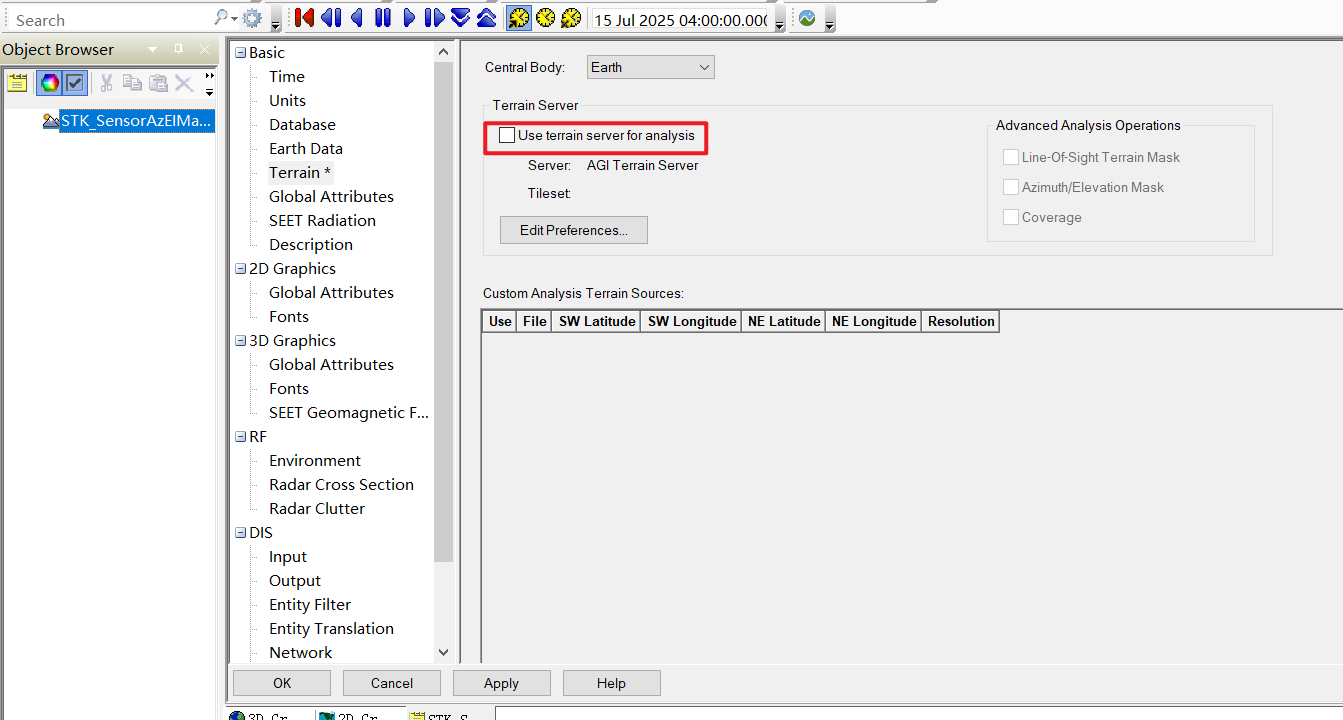 Search
15 Jul 2025 04:00:00.000
Object Browser
STK_SensorAzElMa...
Basic
Time
Units
Database
Earth Data
Terrain *
Global Attributes
SEET Radiation
Description
2D Graphics
Global Attributes
Fonts
3D Graphics
Global Attributes
Fonts
SEET Geomagnetic F...
RF
Environment
Radar Cross Section
Radar Clutter
DIS
Input
Output
Entity Filter
Entity Translation
Network
Central Body: Earth
Terrain Server
Use terrain server for analysis
Server: AGI Terrain Server
Tileset:
Edit Preferences...
Advanced Analysis Operations
Line-Of-Sight Terrain Mask
Azimuth/Elevation Mask
Coverage
Custom Analysis Terrain Sources:
Use File SW Latitude SW Longitude NE Latitude NE Longitude Resolution
OK Cancel Apply Help
3D Gr 2D Gr STK S